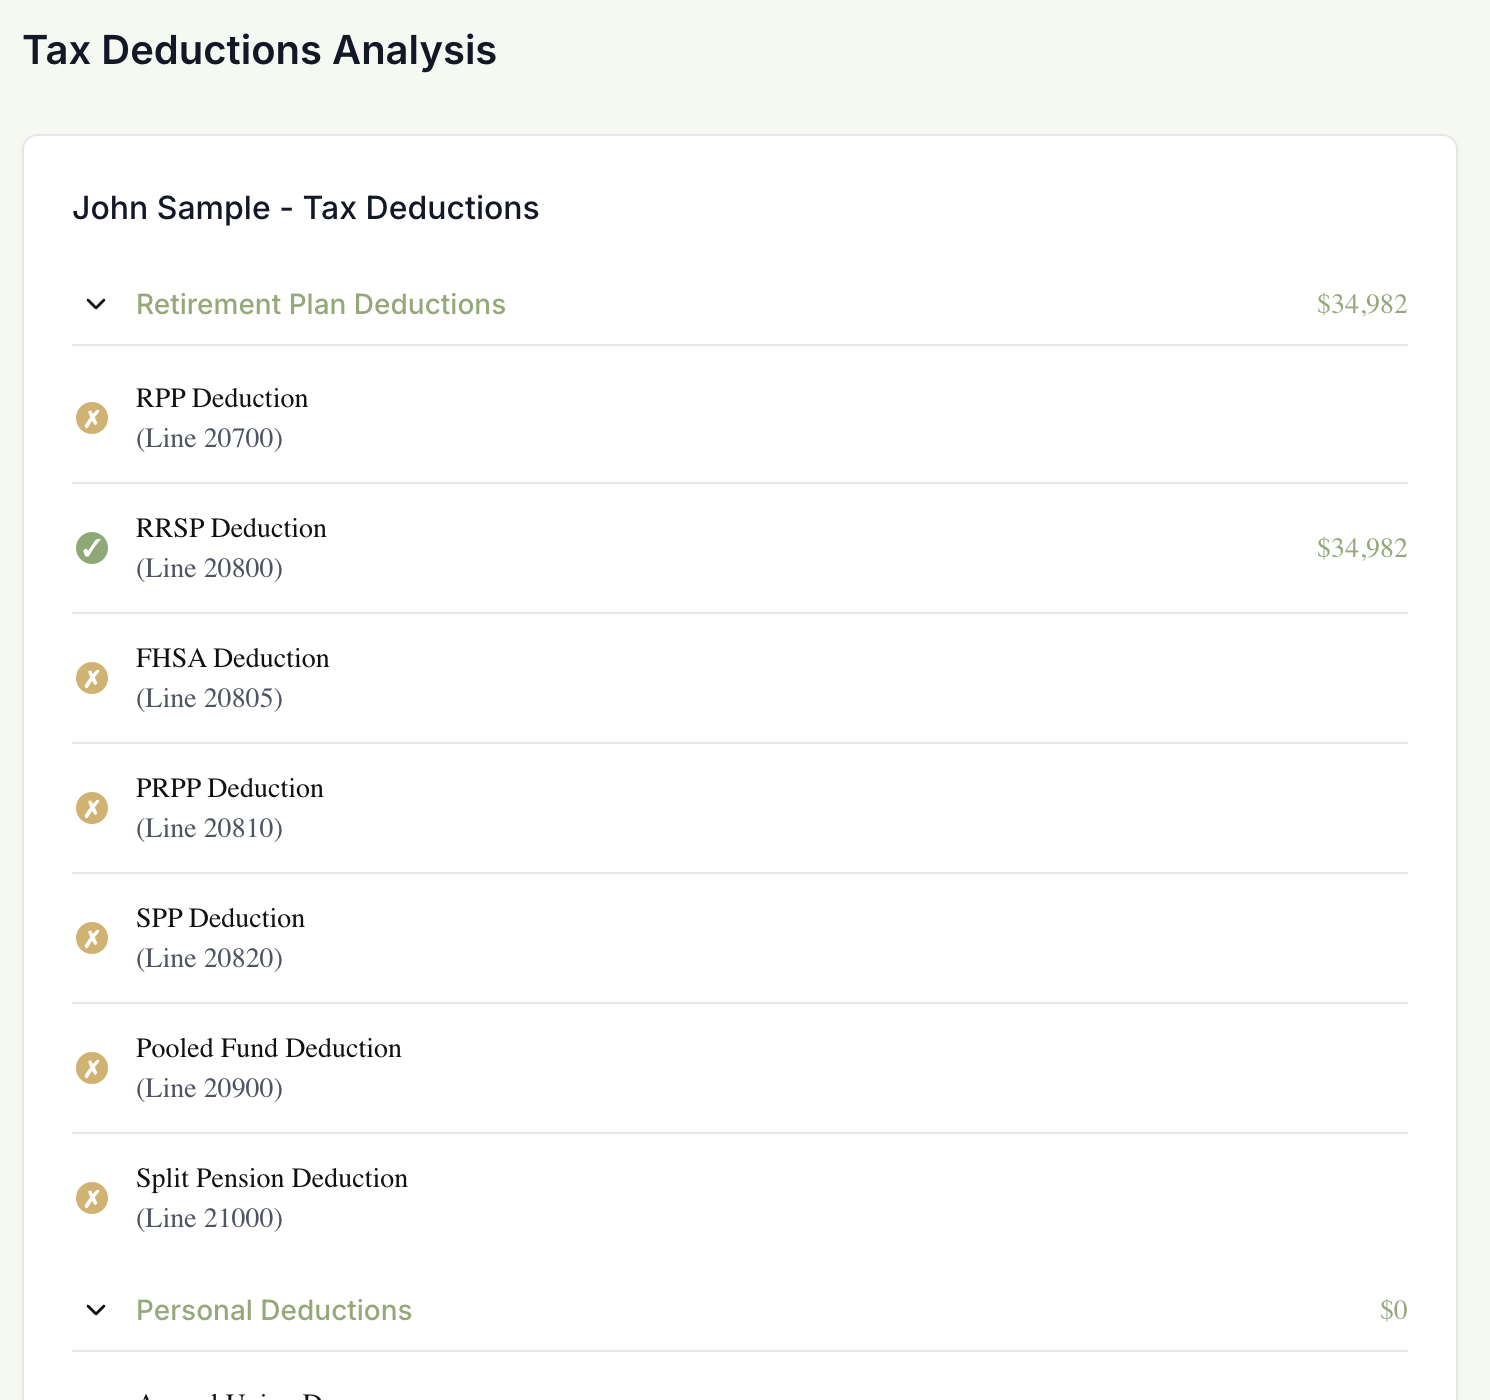 Tax Deductions Analysis
John Sample - Tax Deductions
Retirement Plan Deductions $34,982
RPP Deduction
(Line 20700)
RRSP Deduction
(Line 20800)
$34,982
FHSA Deduction
(Line 20805)
PRPP Deduction
(Line 20810)
SPP Deduction
(Line 20820)
Pooled Fund Deduction
(Line 20900)
Split Pension Deduction
(Line 21000)
Personal Deductions $0